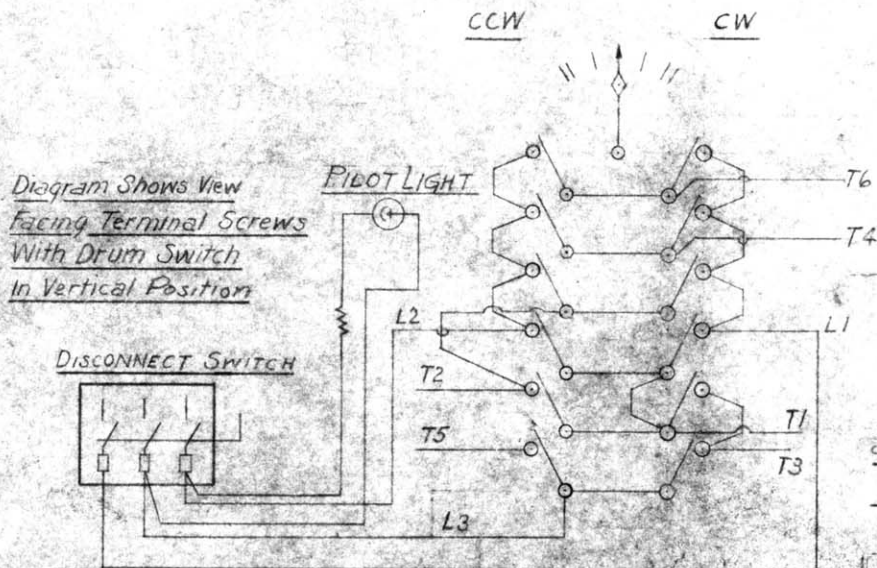 CCW
CW
Diagram Shows View
Facing Terminal Screws
With Drum Switch
In Vertical Position
PILOT LIGHT
T6
T4
L2
L1
DISCONNECT SWITCH
T2
T5
T1
T3
L3